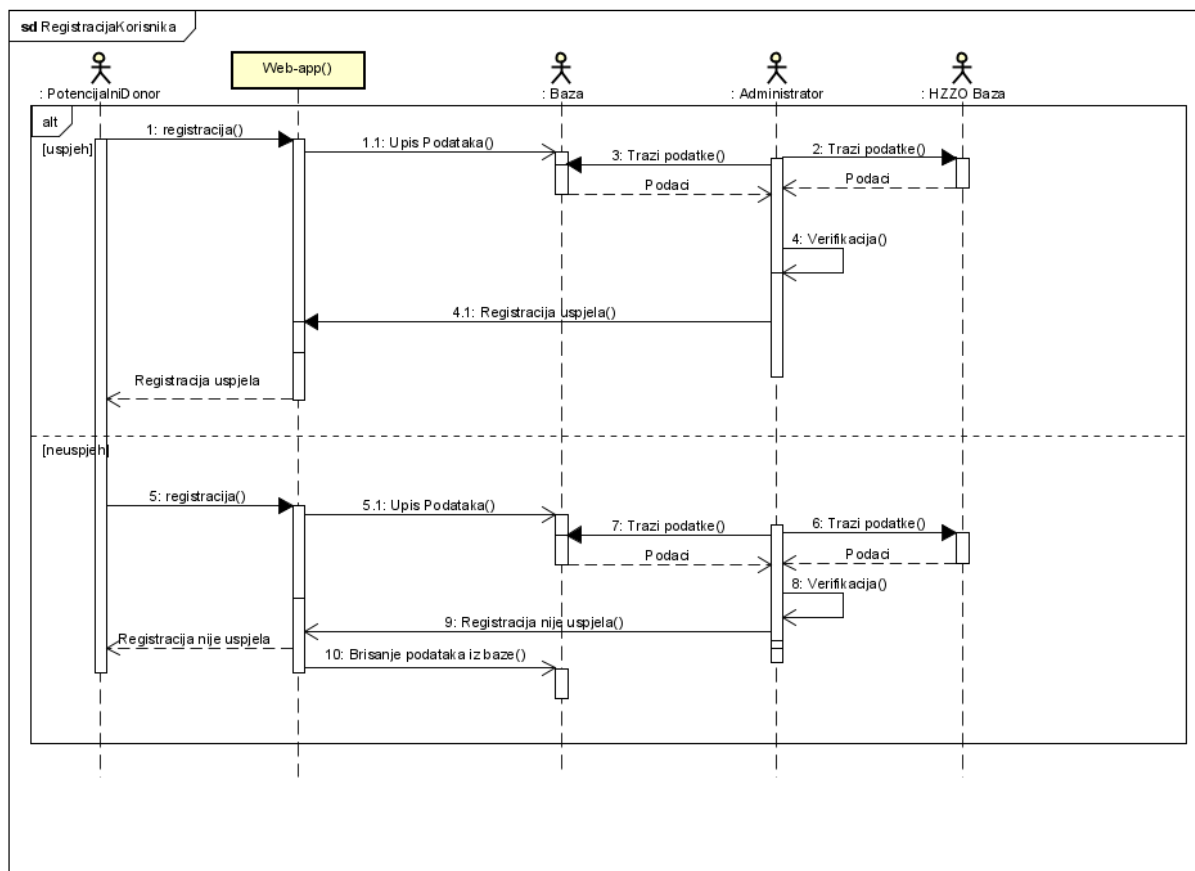 sd RegistracijaKorisnika
Web-app()
: PotencijalniDonor
: Baza
: Administrator
: HZZO Baza
alt
[uspjeh]
1: registracija()
1.1: Upis Podataka()
3: Trazi podatke()
2: Trazi podatke()
Podaci
Podaci
4: Verifikacija()
4.1: Registracija uspjela()
Registracija uspjela
[neuspjeh]
5: registracija()
5.1: Upis Podataka()
7: Trazi podatke()
6: Trazi podatke()
Podaci
Podaci
8: Verifikacija()
9: Registracija nije uspjela()
Registracija nije uspjela
10: Brisanje podataka iz baze()